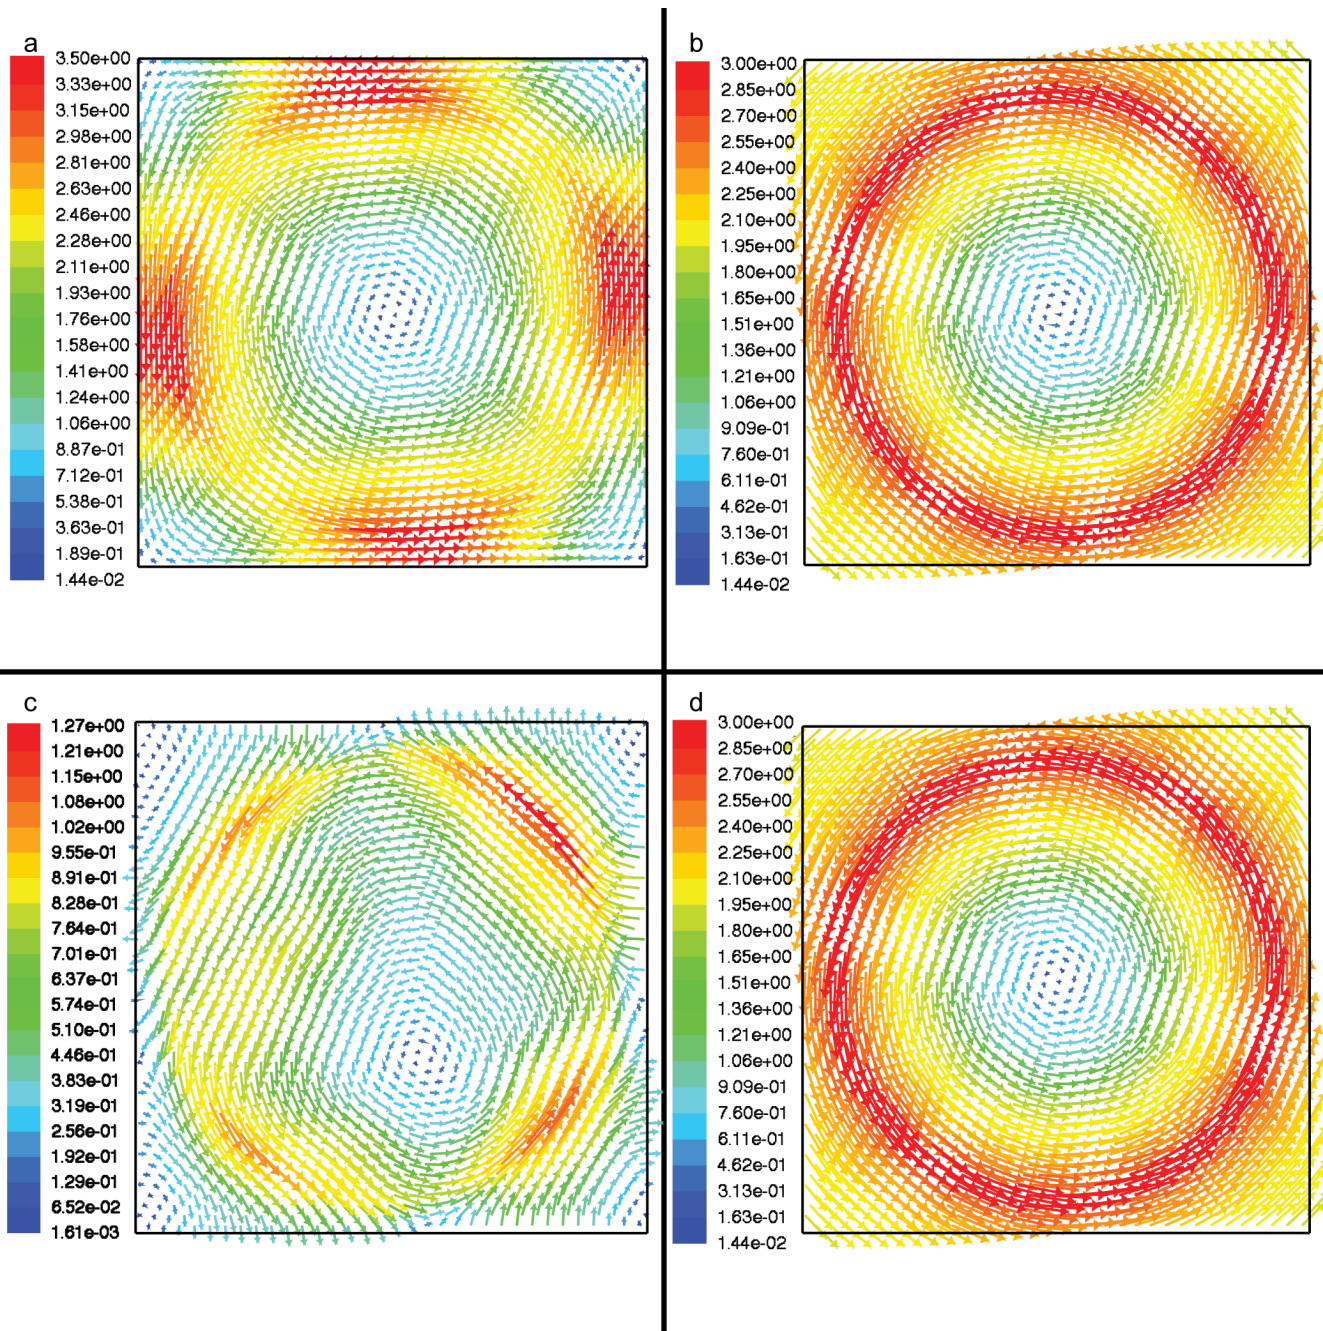 a
3.50e+00
3.33e+00
3.15e+00
2.98e+00
2.81e+00
2.63e+00
2.46e+00
2.28e+00
2.11e+00
1.93e+00
1.76e+00
1.58e+00
1.41e+00
1.24e+00
1.06e+00
8.87e-01
7.12e-01
5.38e-01
3.63e-01
1.89e-01
1.44e-02
b
3.00e+00
2.85e+00
2.70e+00
2.55e+00
2.40e+00
2.25e+00
2.10e+00
1.95e+00
1.80e+00
1.65e+00
1.51e+00
1.36e+00
1.21e+00
1.06e+00
9.09e-01
7.60e-01
6.11e-01
4.62e-01
3.13e-01
1.63e-01
1.44e-02
c
1.27e+00
1.21e+00
1.15e+00
1.08e+00
1.02e+00
9.55e-01
8.91e-01
8.28e-01
7.64e-01
7.01e-01
6.37e-01
5.74e-01
5.10e-01
4.46e-01
3.83e-01
3.19e-01
2.56e-01
1.92e-01
1.29e-01
6.52e-02
1.61e-03
d
3.00e+00
2.85e+00
2.70e+00
2.55e+00
2.40e+00
2.25e+00
2.10e+00
1.95e+00
1.80e+00
1.65e+00
1.51e+00
1.36e+00
1.21e+00
1.06e+00
9.09e-01
7.60e-01
6.11e-01
4.62e-01
3.13e-01
1.63e-01
1.44e-02